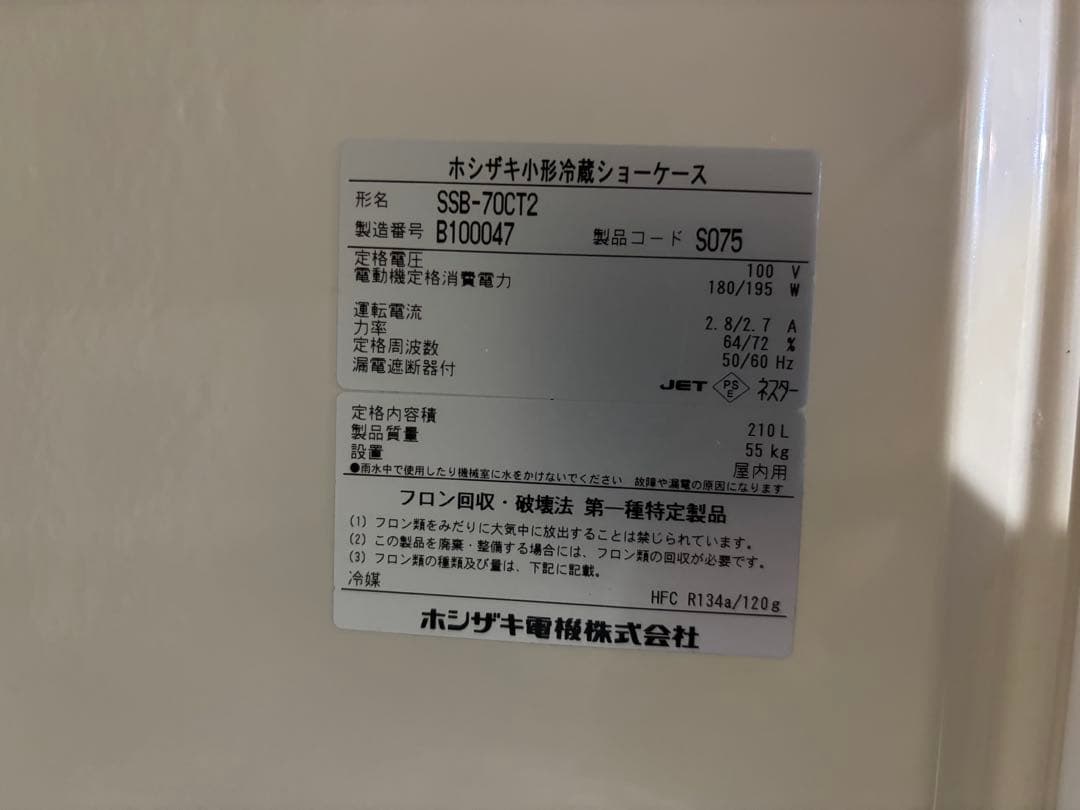 ホシザキ小形冷蔵ショーケース
形名 SSB-70CT2
製造番号 B100047 製品コード S075
定格電圧 100 V
電動機定格消費電力 180/195 W
運転電流 2.8/2.7 A
力率 64/72 %
定格周波数 50/60 Hz
漏電遮断器付
JET PS E ネスター
定格内容積 210 L
製品質量 55 kg
設置 屋内用
●雨水中で使用したり機械室に水をかけないでください 故障や漏電の原因になります
フロン回収・破壊法 第一種特定製品
(1) フロン類をみだりに大気中に放出することは禁じられています。
(2) この製品を廃棄・整備する場合には、フロン類の回収が必要です。
(3) フロン類の種類及び量は、下記に記載。
冷媒 HFC R134a/120g
ホシザキ電機株式会社